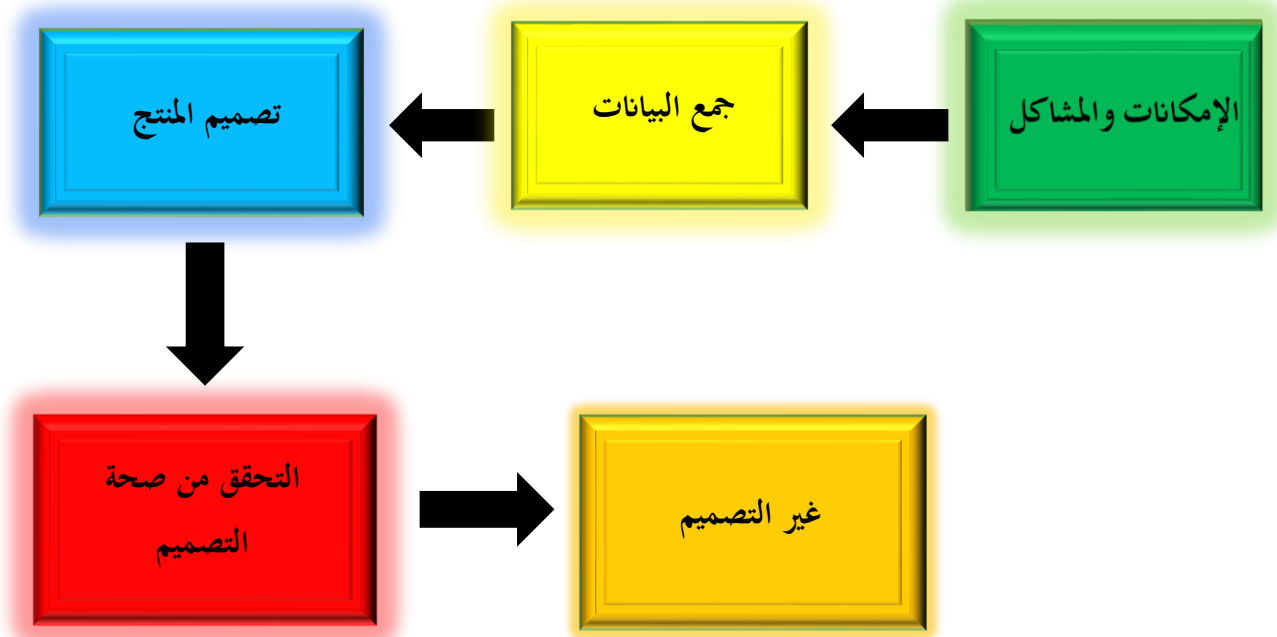 الإمكانات والمشاكل
جمع البيانات
تصميم المنتج
التحقق من صحة
التصميم
غير التصميم